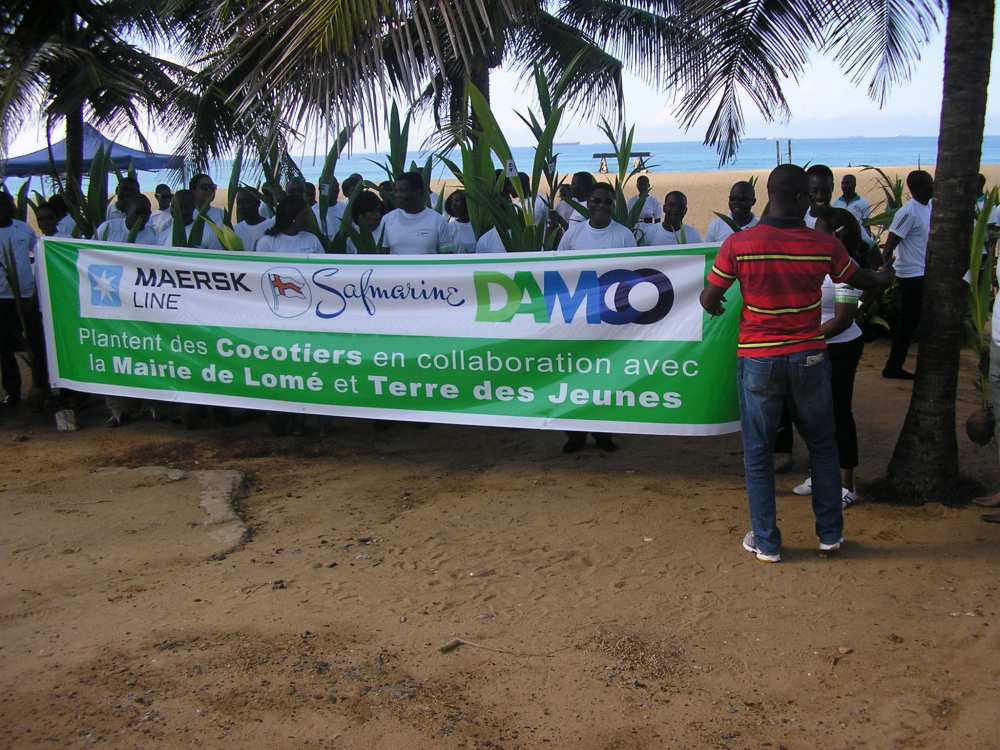 MAERSK
LINE
Safmarine
DAMCO
Plantent des Cocotiers en collaboration avec
la Mairie de Lomé et Terre des Jeunes